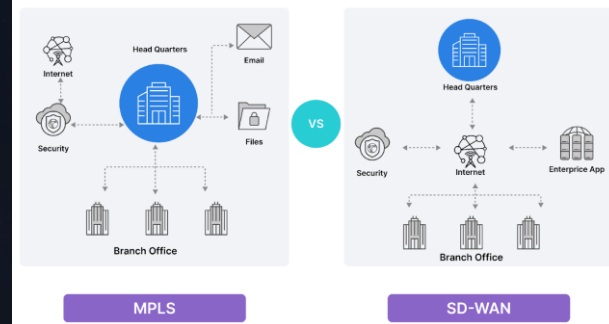 Head Quarters
Internet
Email
Security
Files
Branch Office
MPLS
VS
Head Quarters
Security
Internet
Enterprice App
Branch Office
SD-WAN